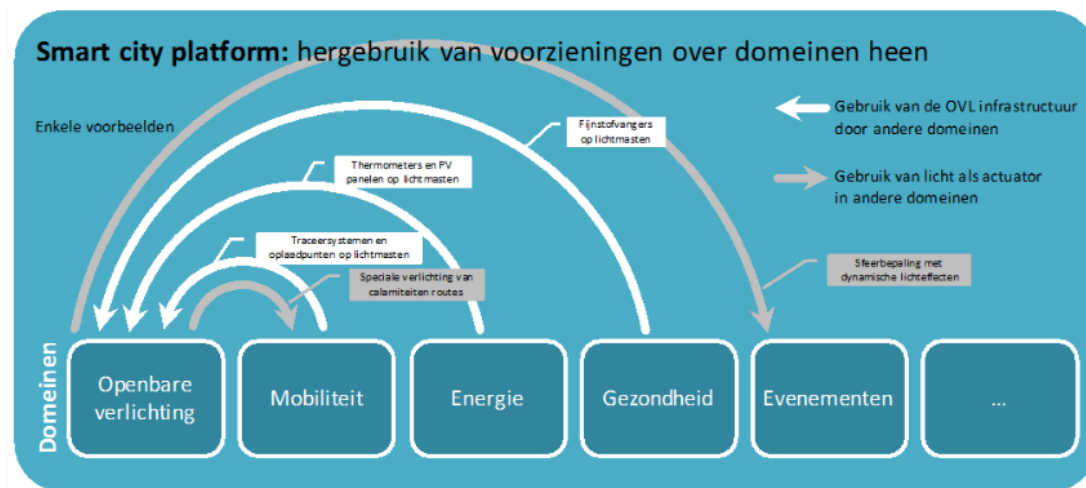 Smart city platform: hergebruik van voorzieningen over domeinen heen
Enkele voorbeelden
Gebruik van de OVL infrastructuur
door andere domeinen
Gebruik van licht als actuator
in andere domeinen
Fijnstofvangers
op lichtmasten
Thermometers en PV
panelen op lichtmasten
Traceersystemen en
oplaadpunten op lichtmasten
Speciale verlichting van
calamiteiten routes
Sfeerbepaling met
dynamische lichteffecten
Domeinen
Openbare
verlichting
Mobiliteit
Energie
Gezondheid
Evenementen
...